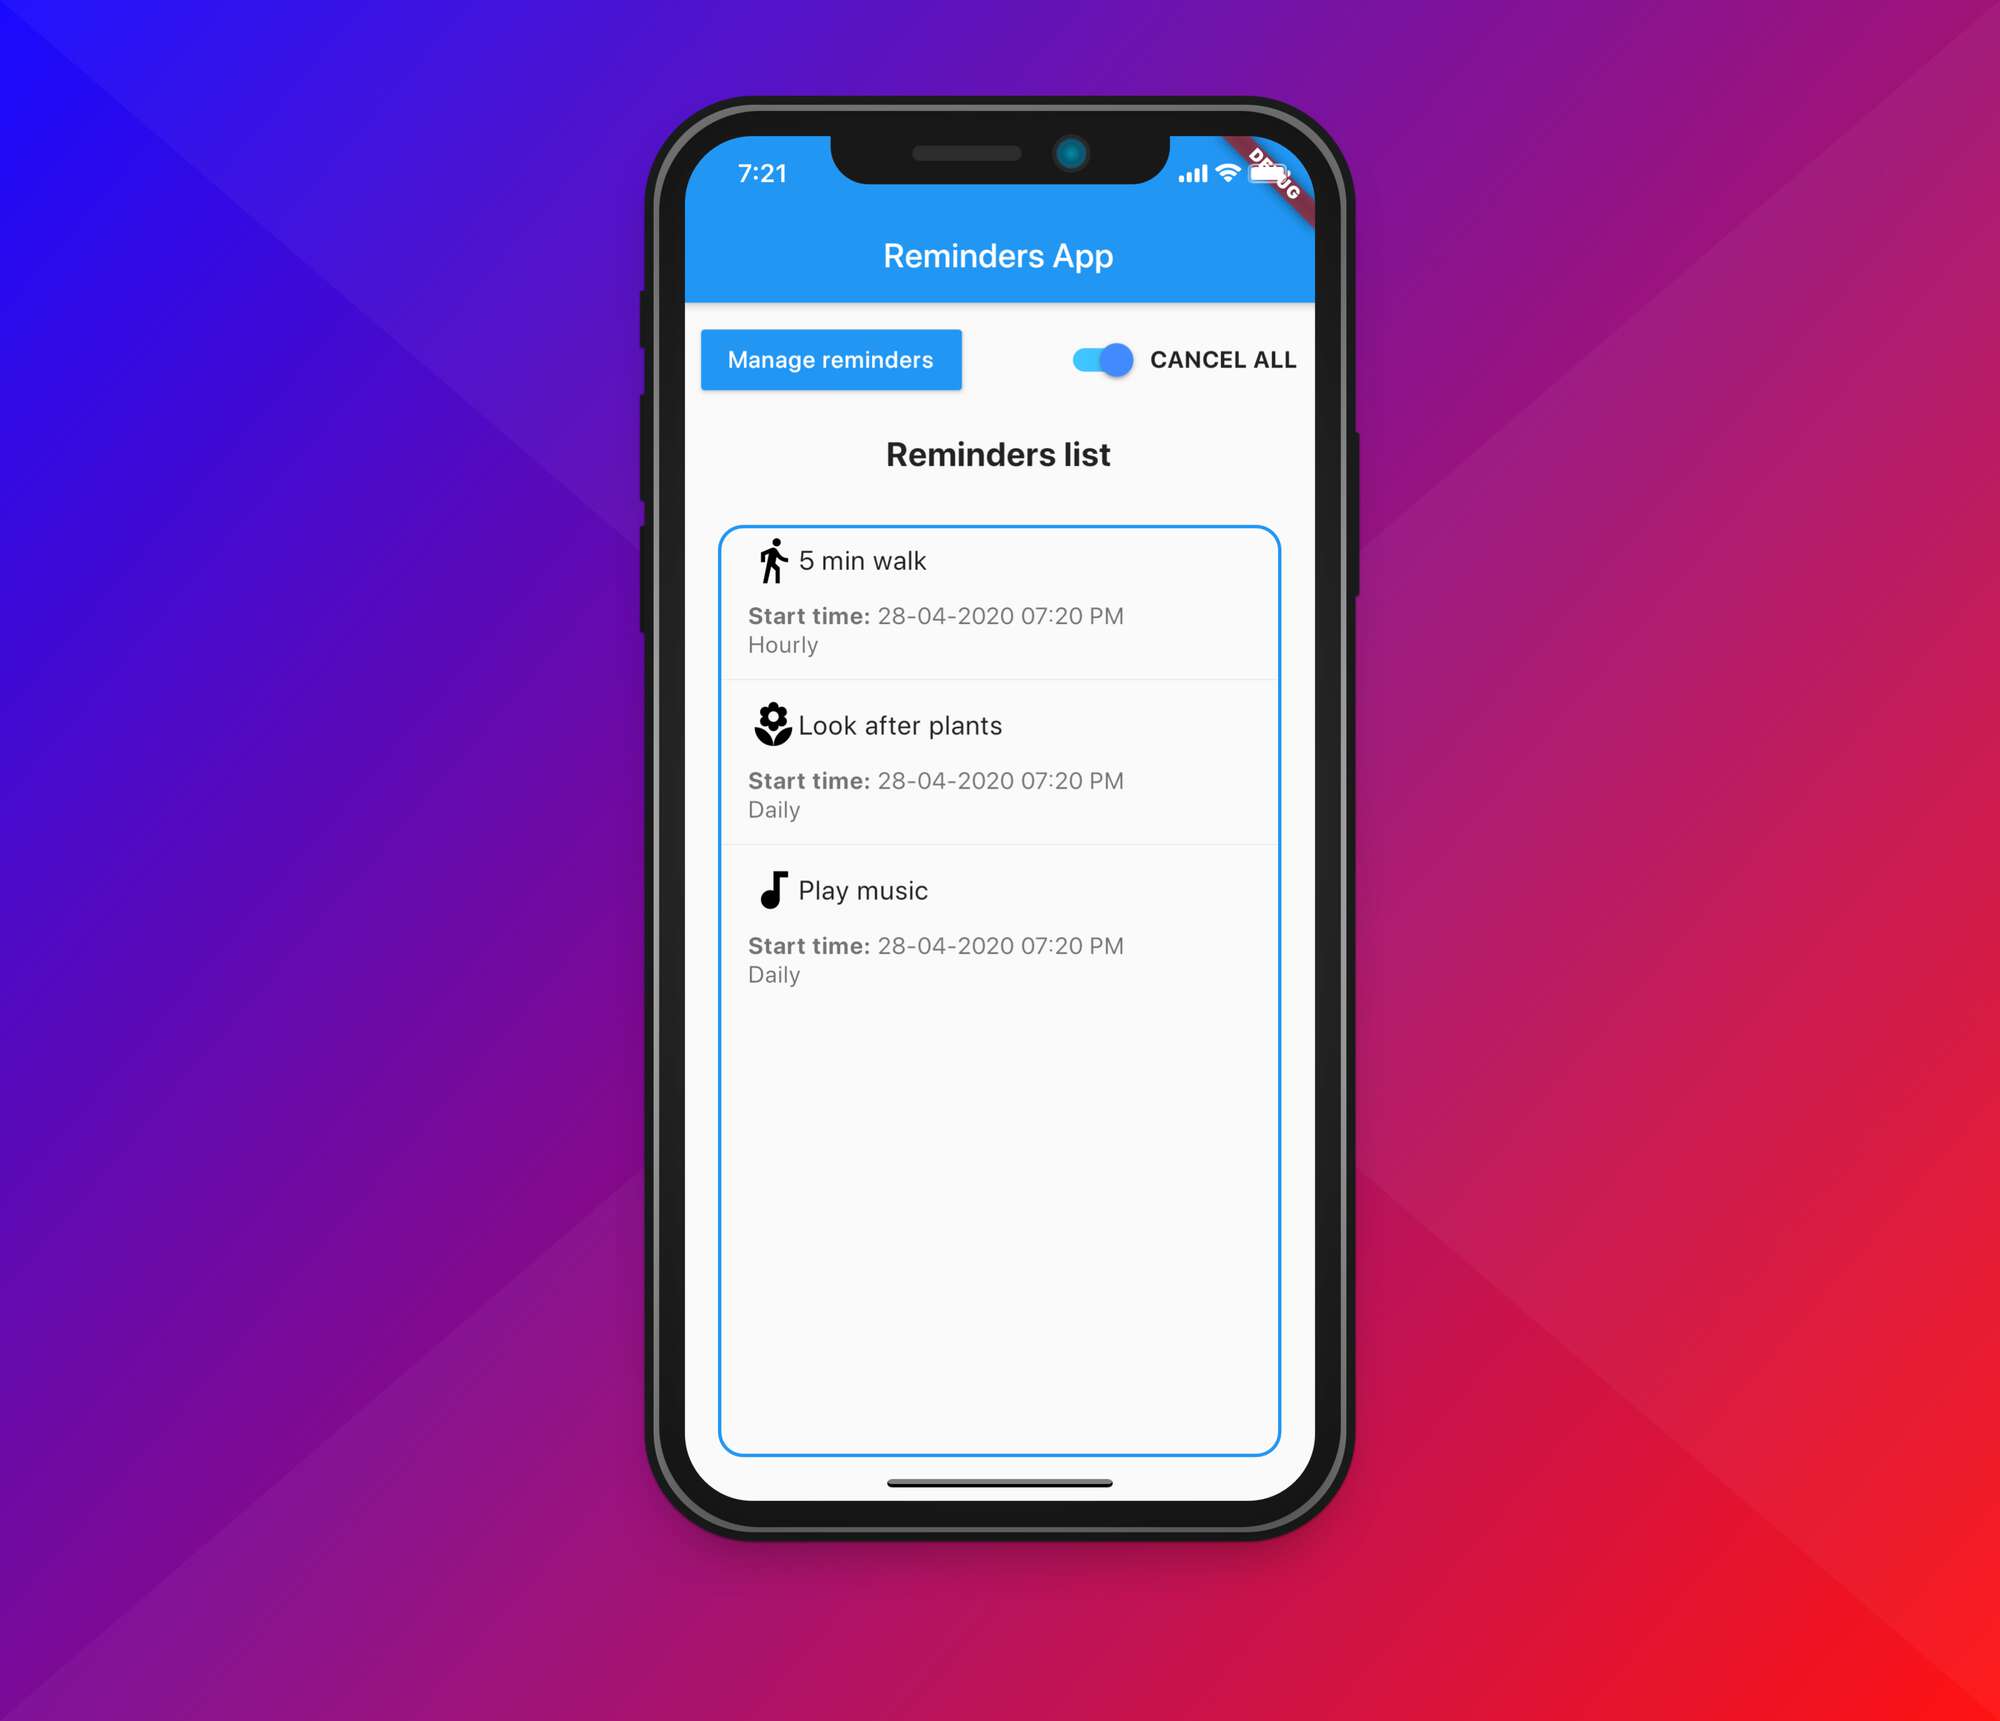 7:21
DEBUG
Reminders App
Manage reminders
CANCEL ALL
Reminders list
5 min walk
Start time: 28-04-2020 07:20 PM
Hourly
Look after plants
Start time: 28-04-2020 07:20 PM
Daily
Play music
Start time: 28-04-2020 07:20 PM
Daily